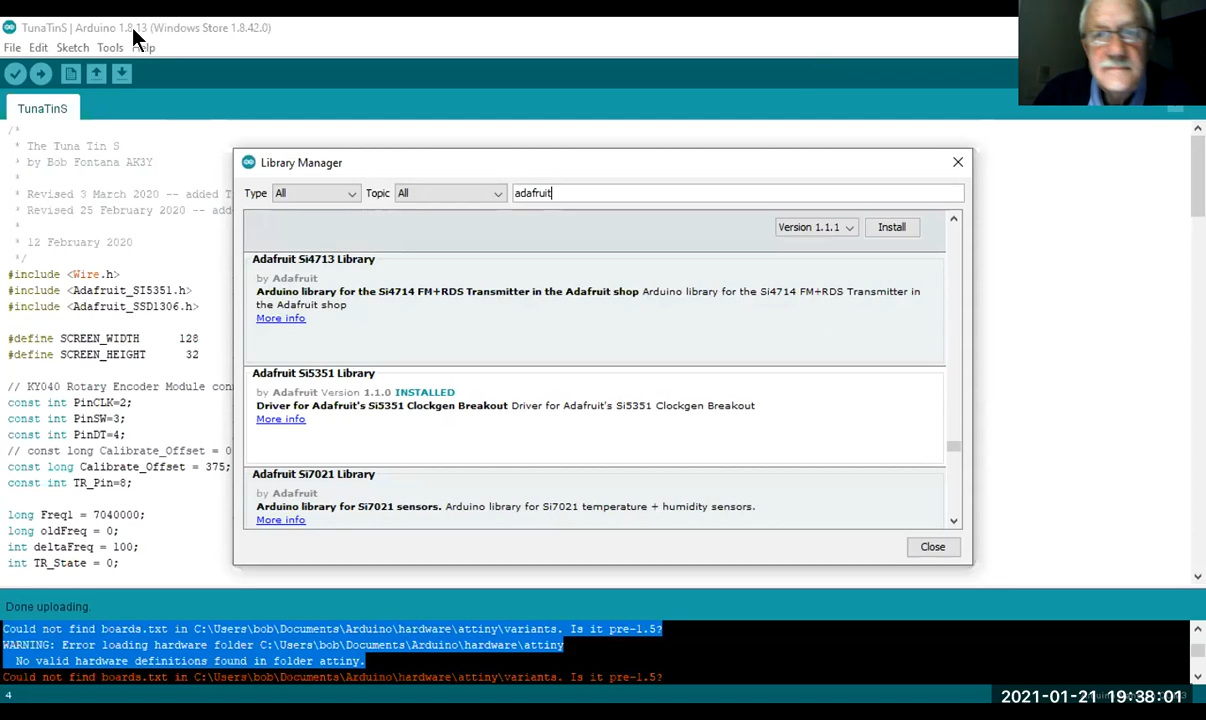 TunaTinS | Arduino 1.8.13 (Windows Store 1.8.42.0)
File Edit Sketch Tools Help
TunaTinS
/*
* The Tuna Tin S
* by Bob Fontana AK3Y
*
* Revised 3 March 2020 -- added T
* Revised 25 February 2020 -- add
*
* 12 February 2020
*/
#include <Wire.h>
#include <Adafruit_SI5351.h>
#include <Adafruit_SSD1306.h>
#define SCREEN_WIDTH 128
#define SCREEN_HEIGHT 32
// KY040 Rotary Encoder Module con
const int PinCLK=2;
const int PinSW=3;
const int PinDT=4;
// const long Calibrate_Offset = 0
const long Calibrate_Offset = 375;
const int TR_Pin=8;
long Freq1 = 7040000;
long oldFreq = 0;
int deltaFreq = 100;
int TR_State = 0;
Library Manager
Type All Topic All adafruit
Version 1.1.1 Install
Adafruit Si4713 Library
by Adafruit
Arduino library for the Si4714 FM+RDS Transmitter in the Adafruit shop Arduino library for the Si4714 FM+RDS Transmitter in
the Adafruit shop
More info
Adafruit Si5351 Library
by Adafruit Version 1.1.0 INSTALLED
Driver for Adafruit's Si5351 Clockgen Breakout Driver for Adafruit's Si5351 Clockgen Breakout
More info
Adafruit Si7021 Library
by Adafruit
Arduino library for Si7021 sensors. Arduino library for Si7021 temperature + humidity sensors.
More info
Close
Done uploading.
Could not find boards.txt in C:\Users\bob\Documents\Arduino\hardware\attiny\variants. Is it pre-1.5?
WARNING: Error loading hardware folder C:\Users\bob\Documents\Arduino\hardware\attiny
No valid hardware definitions found in folder attiny.
Could not find boards.txt in C:\Users\bob\Documents\Arduino\hardware\attiny\variants. Is it pre-1.5?
4
2021-01-21 19:38:01